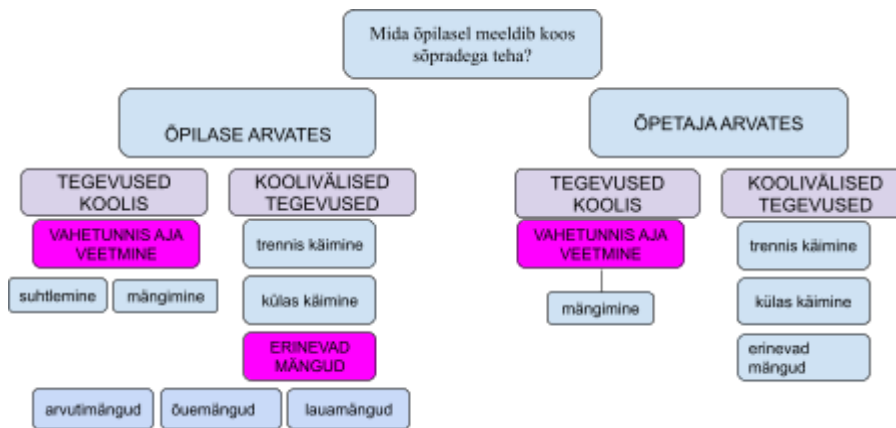 Mida õpilasel meeldib koos
sõpradega teha?
ÕPILASE ARVATES
TEGEVUSED
KOOLIS
VAHETUNNIS AJA
VEETMINE
suhtlemine
mängimine
KOOLIVÄLISED
TEGEVUSED
trennis käimine
külas käimine
ERINEVAD
MÄNGUD
arvutimängud
õuemängud
lauamängud
ÕPETAJA ARVATES
TEGEVUSED
KOOLIS
VAHETUNNIS AJA
VEETMINE
mängimine
KOOLIVÄLISED
TEGEVUSED
trennis käimine
külas käimine
erinevad
mängud